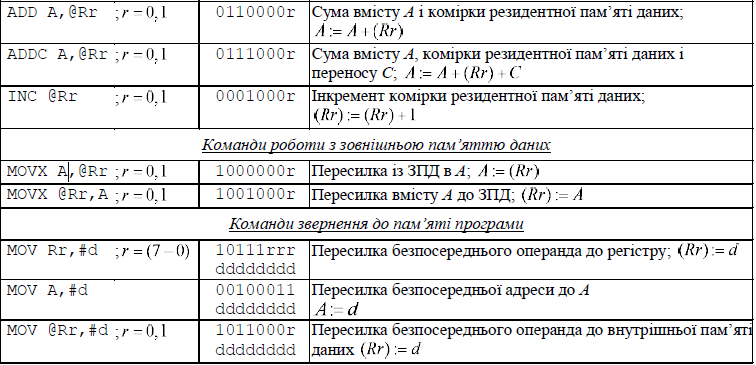 ADD A,@Rr ; r = 0,1 0110000r Сума вмісту A і комірки резидентної пам’яті даних;
A := A + (Rr)
ADDC A,@Rr ; r = 0,1 0111000r Сума вмісту A, комірки резидентної пам’яті даних і
переносу C; A := A + (Rr) + C
INC @Rr ; r = 0,1 0001000r Інкремент комірки резидентної пам’яті даних;
(Rr) := (Rr) + 1
Команди роботи з зовнішньою пам’яттю даних
MOVX A,@Rr ; r = 0,1 1000000r Пересилка із ЗПД в A; A := (Rr)
MOVX @Rr,A ; r = 0,1 1001000r Пересилка вмісту A до ЗПД; (Rr) := A
Команди звернення до пам’яті програми
MOV Rr,#d ; r = (7 − 0) 10111rrr Пересилка безпосереднього операнда до регістру; (Rr) := d
dddddddd
MOV A,#d 00100011 Пересилка безпосередньої адреси до A
dddddddd A := d
MOV @Rr,#d ; r = 0,1 1011000r Пересилка безпосереднього операнда до внутрішньої пам’яті
dddddddd даних (Rr) := d